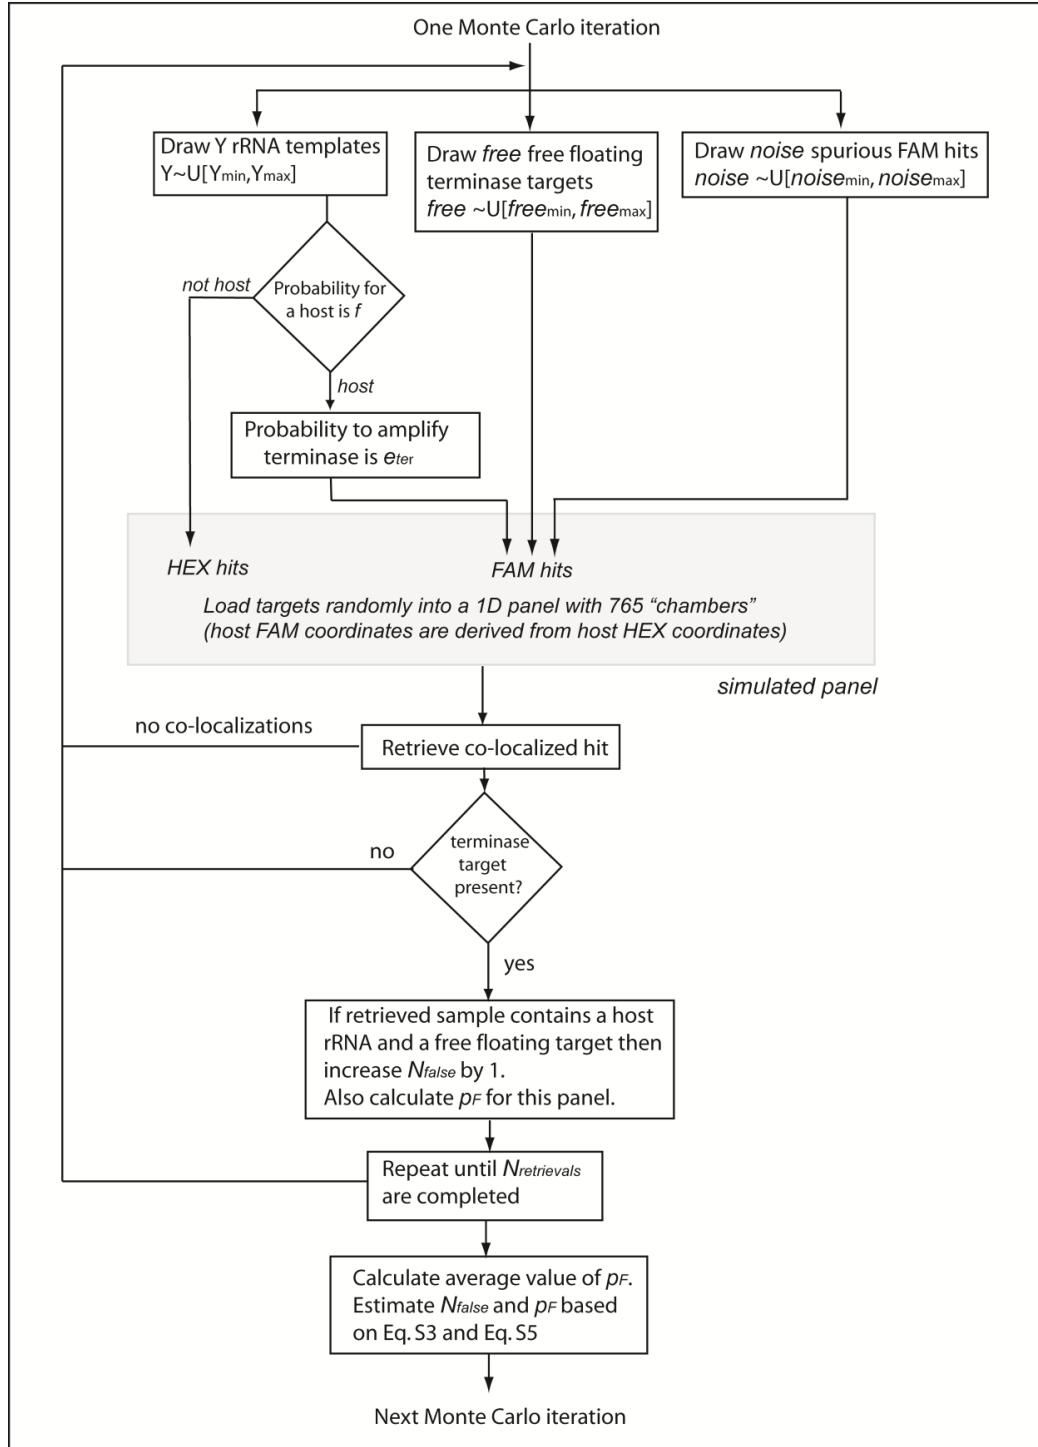 One Monte Carlo iteration
Draw Y rRNA templates
Y~U[Ymin,Ymax]
Draw free free floating
terminase targets
free ~U[freemin, freemax]
Draw noise spurious FAM hits
noise ~U[noisemin, noisemax]
not host
Probability for
a host is f
host
Probability to amplify
terminase is eter
HEX hits
FAM hits
Load targets randomly into a 1D panel with 765 “chambers”
(host FAM coordinates are derived from host HEX coordinates)
simulated panel
no co-localizations
Retrieve co-localized hit
no
terminase
target
present?
yes
If retrieved sample contains a host
rRNA and a free floating target then
increase Nfalse by 1.
Also calculate pF for this panel.
Repeat until Nretrievals
are completed
Calculate average value of pF.
Estimate Nfalse and pF based
on Eq. S3 and Eq. S5
Next Monte Carlo iteration